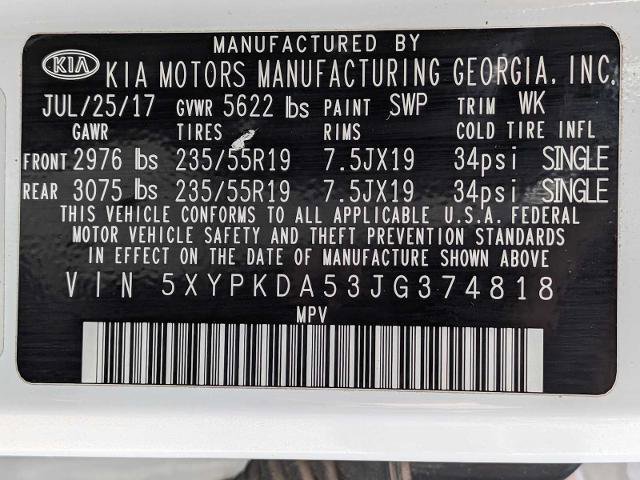 MANUFACTURED BY
KIA KIA MOTORS MANUFACTURING GEORGIA, INC.
JUL/25/17 GVWR 5622 lbs PAINT SWP TRIM WK
GAWR TIRES RIMS COLD TIRE INFL
FRONT 2976 lbs 235/55R19 7.5JX19 34psi SINGLE
REAR 3075 lbs 235/55R19 7.5JX19 34psi SINGLE
THIS VEHICLE CONFORMS TO ALL APPLICABLE U.S.A. FEDERAL
MOTOR VEHICLE SAFETY AND THEFT PREVENTION STANDARDS
IN EFFECT ON THE DATE OF MANUFACTURE SHOWN ABOVE.
VIN 5XYPKDA53JG374818
MPV